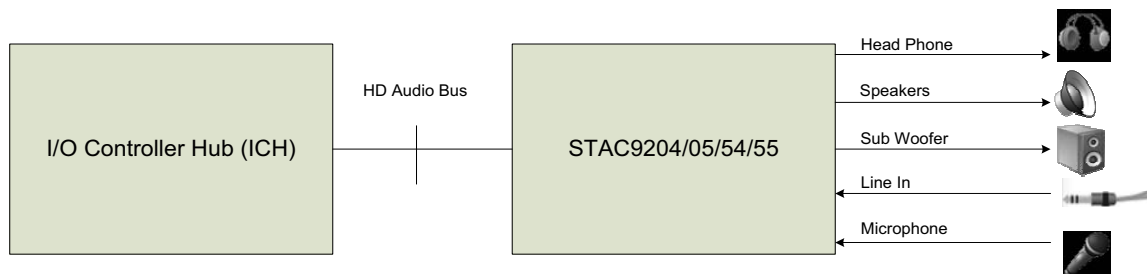 I/O Controller Hub (ICH)
HD Audio Bus
STAC9204/05/54/55
Head Phone
Speakers
Sub Woofer
Line In
Microphone